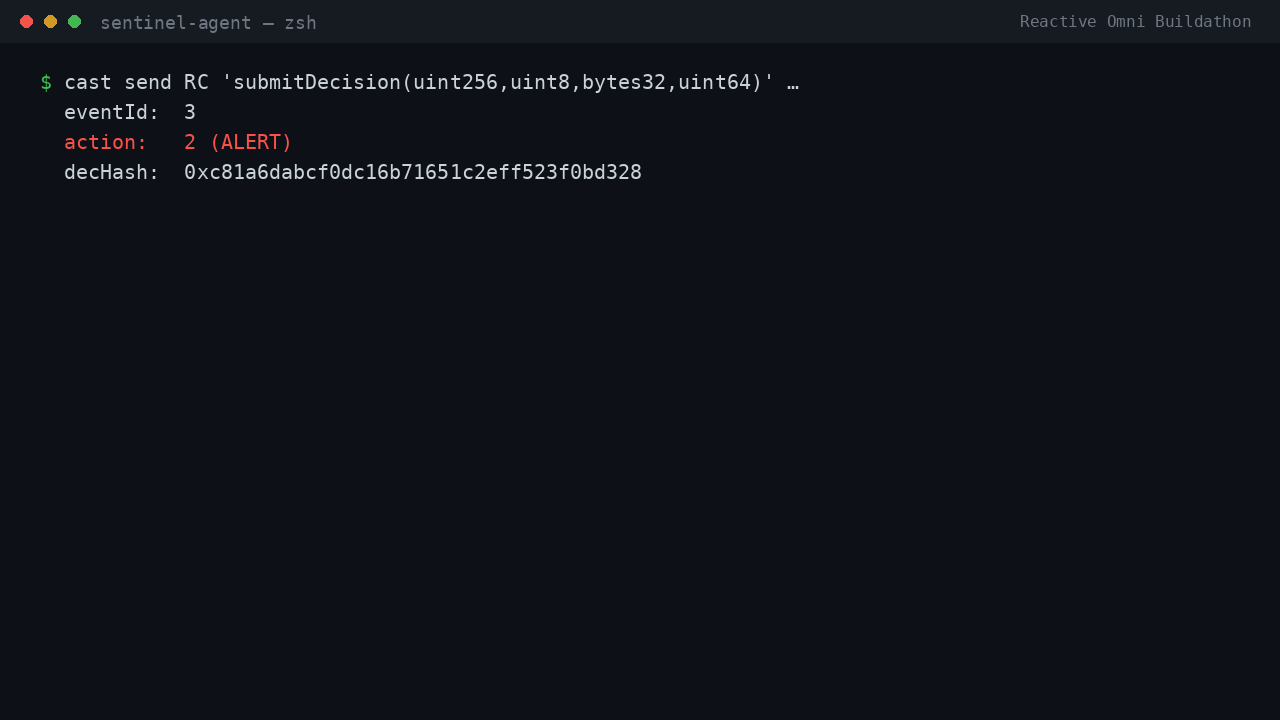 sentinel-agent — zsh
Reactive Omni Buildathon
$ cast send RC 'submitDecision(uint256,uint8,bytes32,uint64)' …
eventId: 3
action: 2 (ALERT)
decHash: 0xc81a6dabcf0dc16b71651c2eff523f0bd328